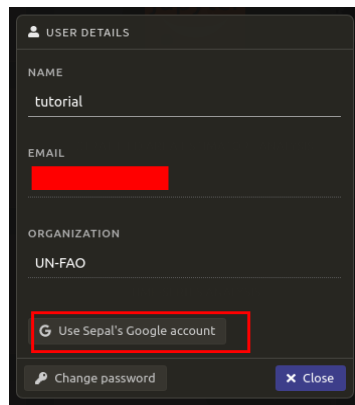 USER DETAILS
NAME
tutorial
EMAIL
ORGANIZATION
UN-FAO
Use Sepal's Google account
Change password
Close